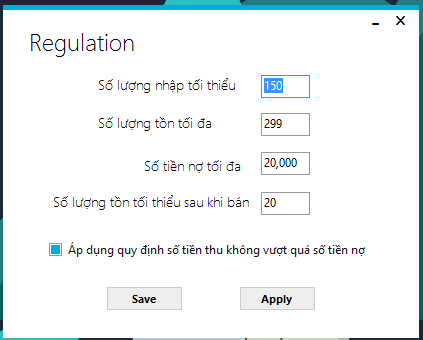 Regulation
Số lượng nhập tối thiểu 150
Số lượng tồn tối đa 299
Số tiền nợ tối đa 20,000
Số lượng tồn tối thiểu sau khi bán 20
Áp dụng quy định số tiền thu không vượt quá số tiền nợ
Save Apply